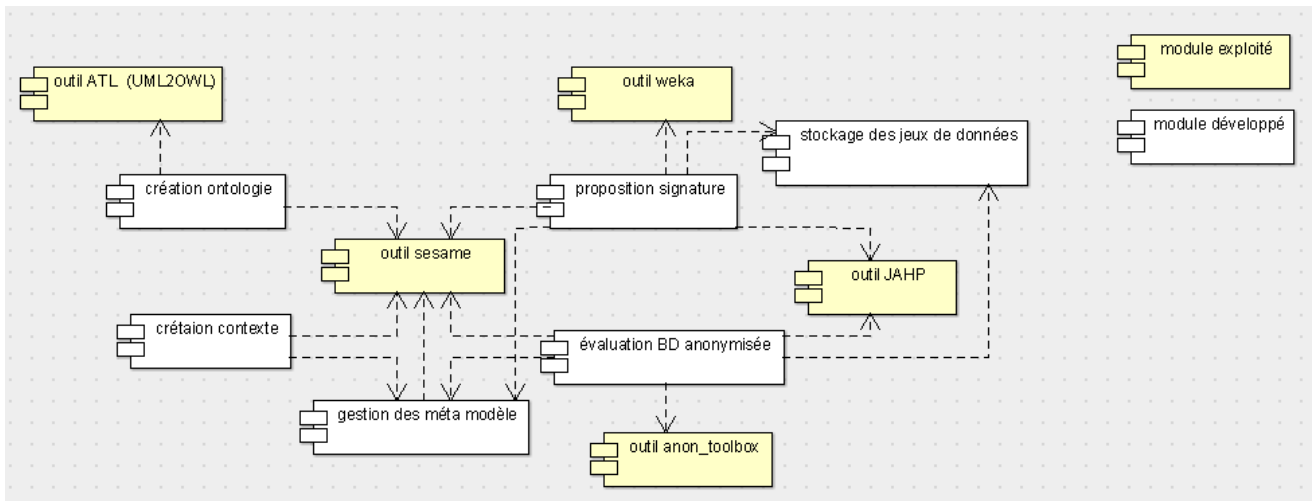 module exploité
outil ATL (UML2OWL)
outil weka
module développé
stockage des jeux de données
création ontologie
proposition signature
outil sesame
outil JAHP
crétaion contexte
évaluation BD anonymisée
gestion des méta modèle
outil anon_toolbox